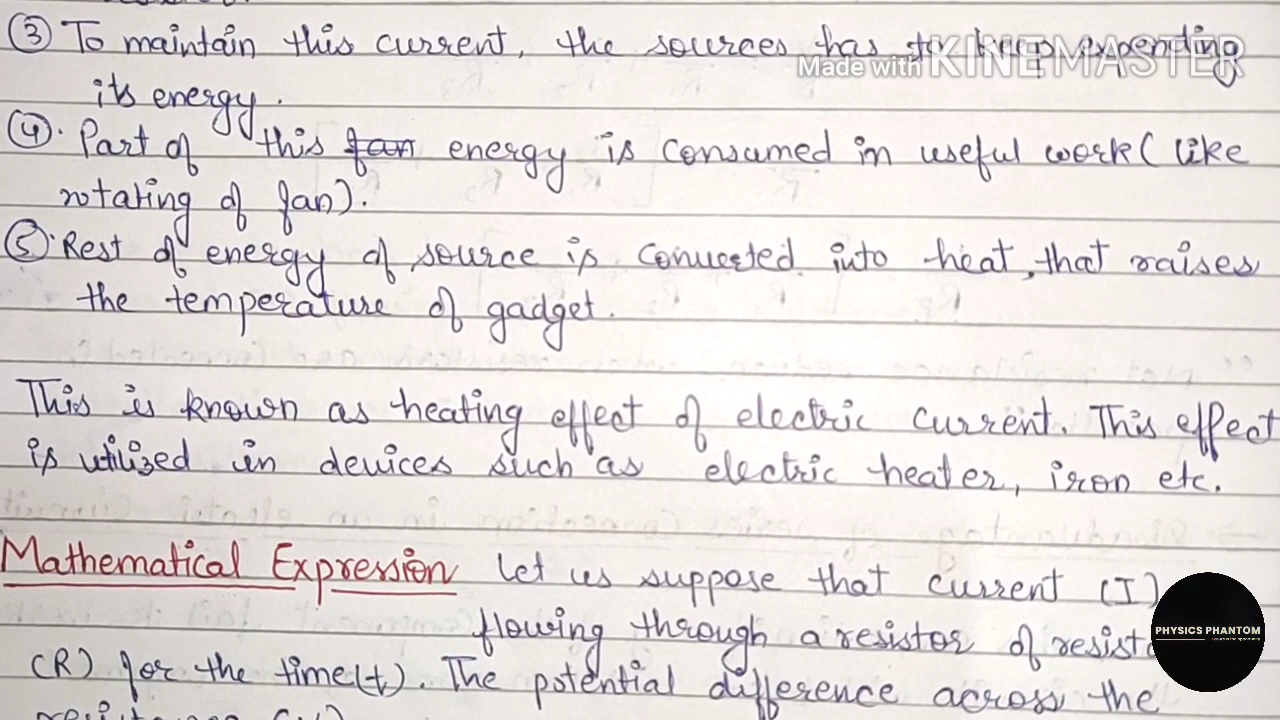 ③ To maintain this current, the sources has to keep expending
Made with KINEMASTER
its energy.
④. Part of this fan energy is consumed in useful work (like
rotating of fan).
⑤. Rest of energy of source is converted into heat, that raises
the temperature of gadget.
This is known as heating effect of electric current. This effect
is utilized in devices such as electric heater, iron etc.
Mathematical Expression let us suppose that current (I)
flowing through a resistor of resist
PHYSICS PHANTOM
(R) for the time(t). The potential difference across the